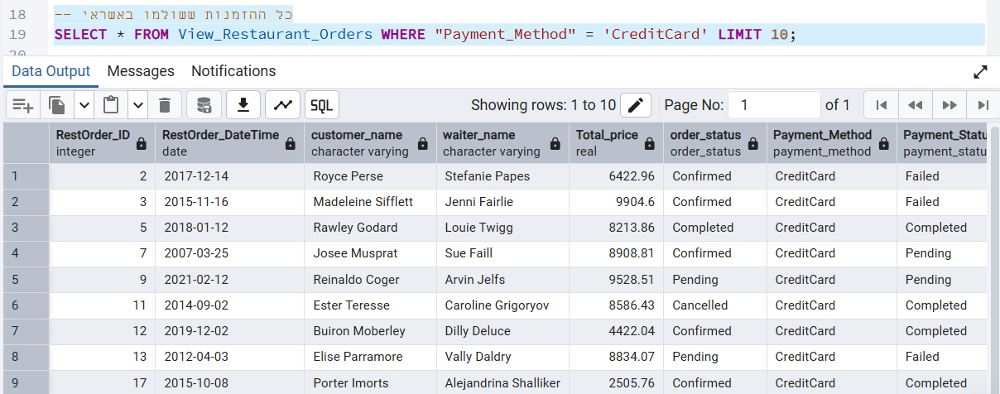 18 -- כל ההזמנות ששולמו באשראי
19 SELECT * FROM View_Restaurant_Orders WHERE "Payment_Method" = 'CreditCard' LIMIT 10;
20
Data Output Messages Notifications
SQL Showing rows: 1 to 10 Page No: 1 of 1
RestOrder_ID RestOrder_DateTime customer_name waiter_name Total_price order_status Payment_Method Payment_Statu
integer date character varying character varying real order_status payment_method payment_statu
1 2 2017-12-14 Royce Perse Stefanie Papes 6422.96 Confirmed CreditCard Failed
2 3 2015-11-16 Madeleine Sifflett Jenni Fairlie 9904.6 Confirmed CreditCard Failed
3 5 2018-01-12 Rawley Godard Louie Twigg 8213.86 Completed CreditCard Completed
4 7 2007-03-25 Josee Musprat Sue Faill 8908.81 Confirmed CreditCard Pending
5 9 2021-02-12 Reinaldo Coger Arvin Jelfs 9528.51 Pending CreditCard Pending
6 11 2014-09-02 Ester Teresse Caroline Grigoryov 8586.43 Cancelled CreditCard Completed
7 12 2019-12-02 Buiron Moberley Dilly Deluce 4422.04 Confirmed CreditCard Completed
8 13 2012-04-03 Elise Parramore Vally Daldry 8834.07 Pending CreditCard Failed
9 17 2015-10-08 Porter Imorts Alejandrina Shalliker 2505.76 Confirmed CreditCard Completed